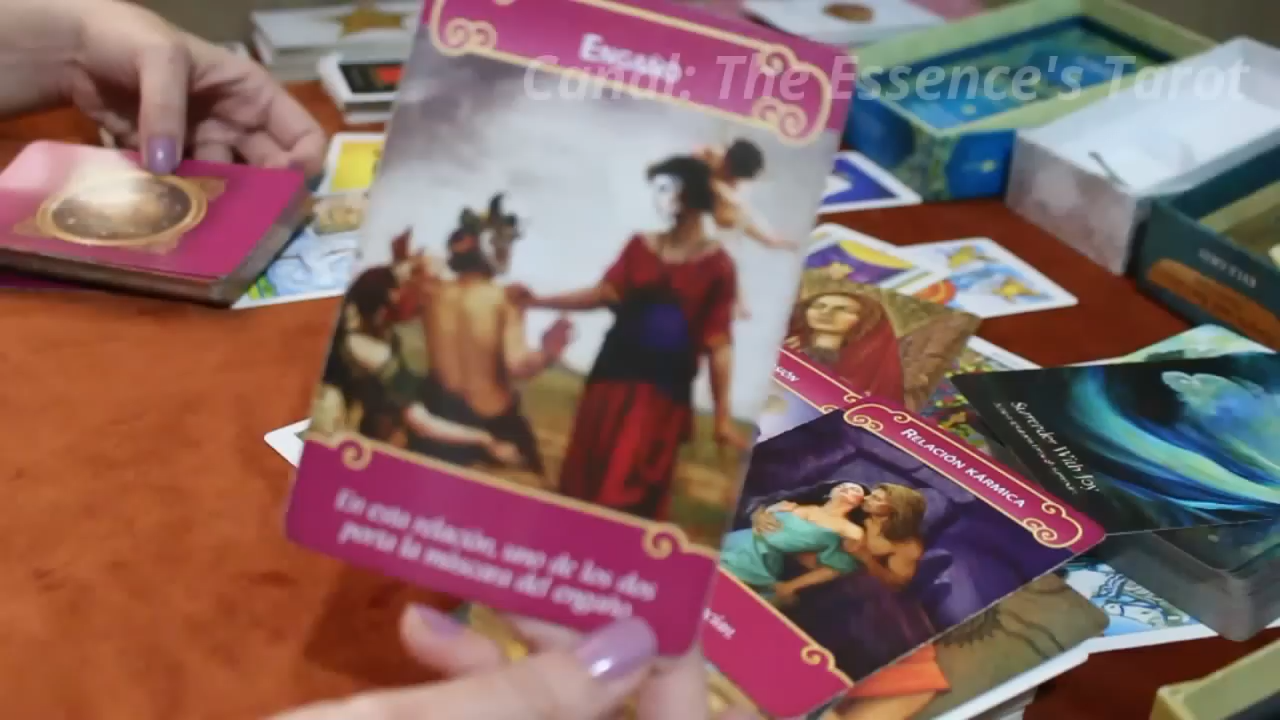 Canal: The Essence's Tarot
Engaño
En esta relación, uno de los dos
porta la máscara del engaño.
Relación kármica
Surrender With Joy